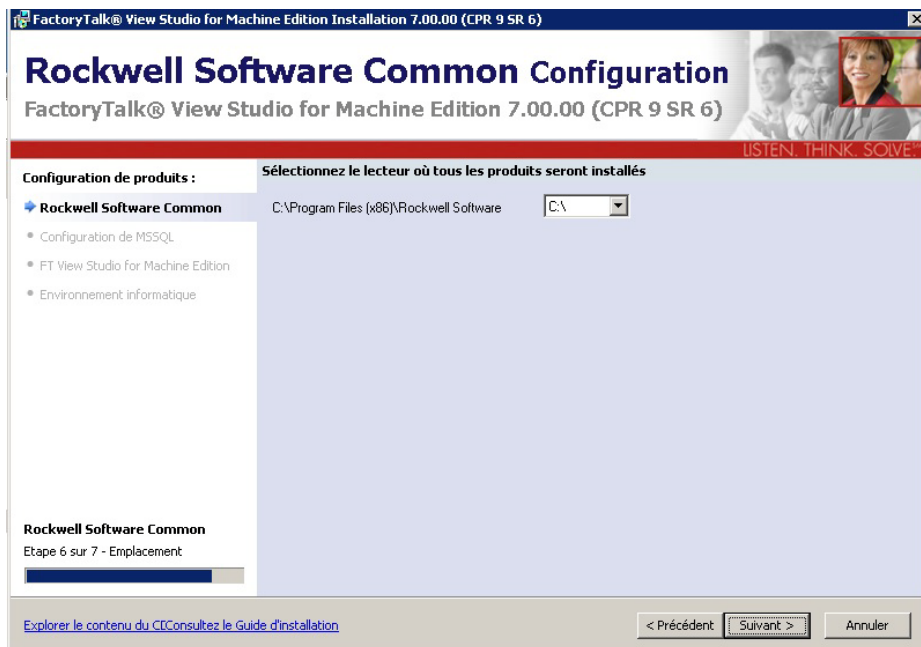 FactoryTalk® View Studio for Machine Edition Installation 7.00.00 (CPR 9 SR 6)
Rockwell Software Common Configuration
FactoryTalk® View Studio for Machine Edition 7.00.00 (CPR 9 SR 6)
LISTEN. THINK. SOLVE.
Configuration de produits :
Rockwell Software Common
Configuration de MSSQL
FT View Studio for Machine Edition
Environnement informatique
Sélectionnez le lecteur où tous les produits seront installés
C:\Program Files (x86)\Rockwell Software C:\
Rockwell Software Common
Etape 6 sur 7 - Emplacement
Explorer le contenu du CIConsultez le Guide d'installation
< Précédent Suivant > Annuler